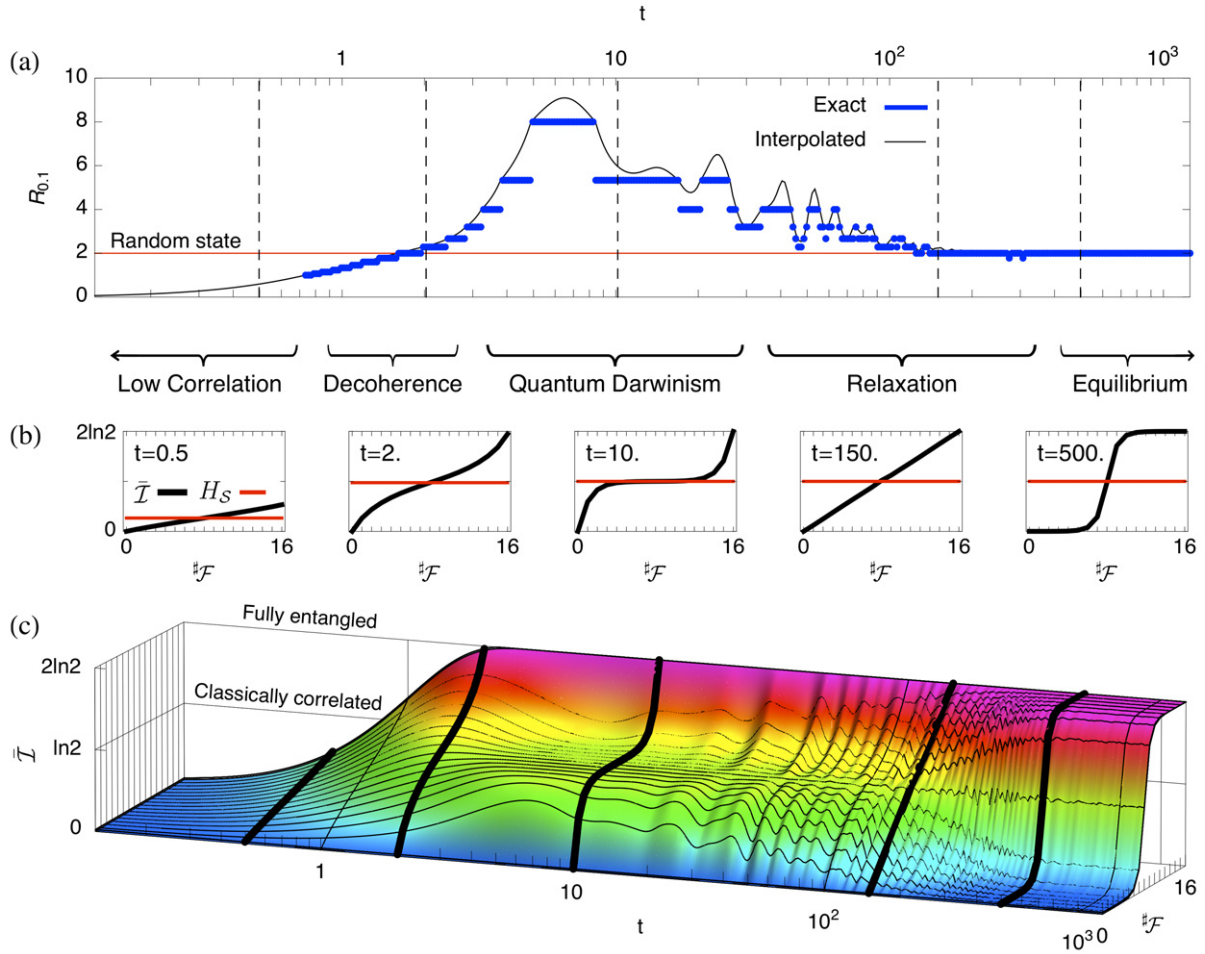 t
(a)
1 10 10² 10³
10
8
6
4
2
0
R₀.₁
Exact
Interpolated
Random state
Low Correlation Decoherence Quantum Darwinism Relaxation Equilibrium
(b)
2ln2
0
t=0.5 t=2. t=10. t=150. t=500.
Ī H_S
0 16 0 16 0 16 0 16 0 16
♯F ♯F ♯F ♯F ♯F
(c)
Fully entangled
Classically correlated
2ln2
ln2
0
Ī
1
10
10²
10³
t
0
16
♯F